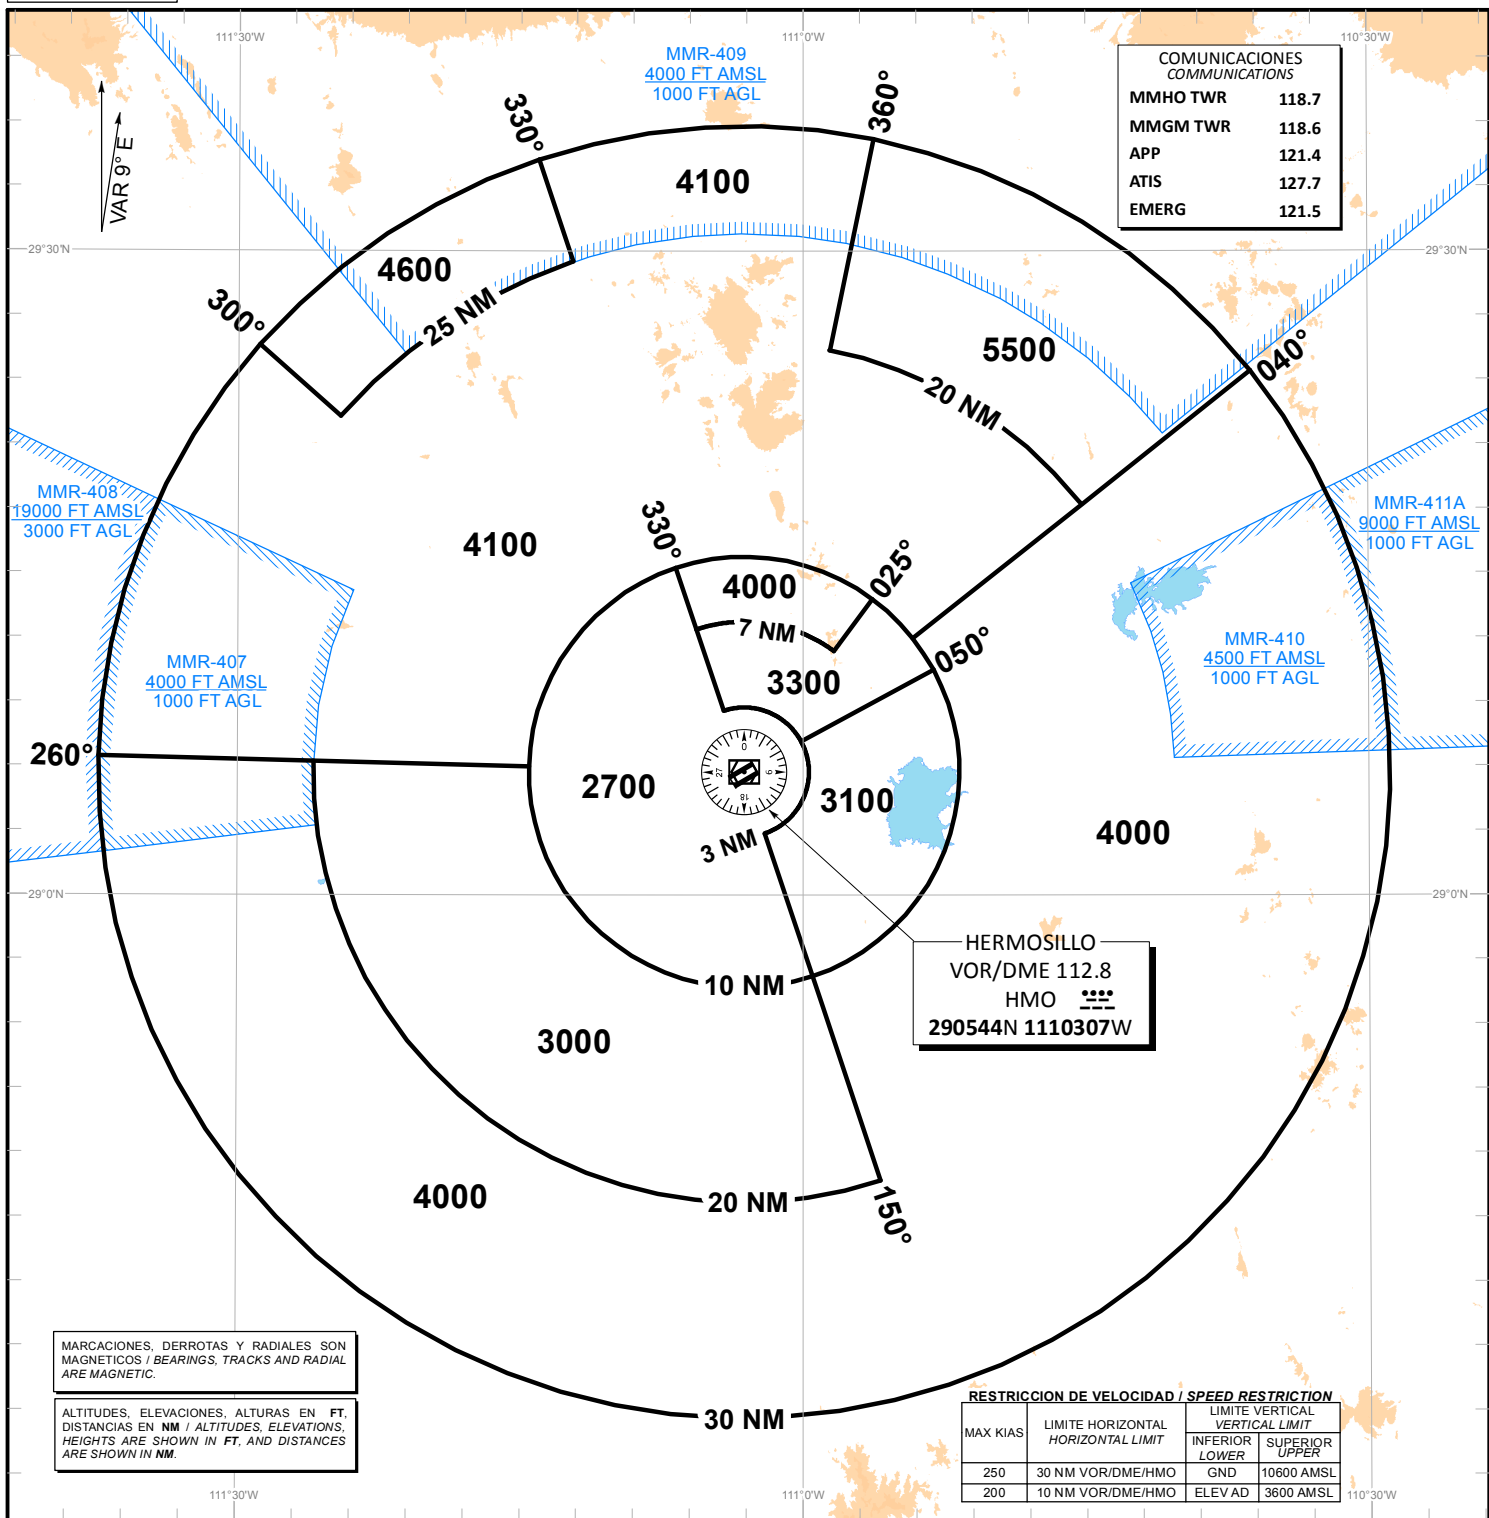 111°30'W
111°0'W
110°30'W
MMR-409
4000 FT AMSL
1000 FT AGL
COMUNICACIONES
COMMUNICATIONS
MMHO TWR 118.7
MMGM TWR 118.6
APP 121.4
ATIS 127.7
EMERG 121.5
VAR 9° E
330°
360°
4100
29°30'N
29°30'N
4600
300°
25 NM
5500
040°
20 NM
MMR-408
19000 FT AMSL
3000 FT AGL
MMR-411A
9000 FT AMSL
1000 FT AGL
4100
330°
025°
4000
7 NM
050°
MMR-407
4000 FT AMSL
1000 FT AGL
MMR-410
4500 FT AMSL
1000 FT AGL
3300
260°
0
27
9
18
2700
3100
4000
3 NM
29°0'N
29°0'N
HERMOSILLO
VOR/DME 112.8
HMO
290544N 1110307W
10 NM
3000
4000
20 NM
150°
MARCACIONES, DERROTAS Y RADIALES SON
MAGNETICOS / BEARINGS, TRACKS AND RADIAL
ARE MAGNETIC.
ALTITUDES, ELEVACIONES, ALTURAS EN FT,
DISTANCIAS EN NM / ALTITUDES, ELEVATIONS,
HEIGHTS ARE SHOWN IN FT, AND DISTANCES
ARE SHOWN IN NM.
30 NM
RESTRICCION DE VELOCIDAD / SPEED RESTRICTION
MAX KIAS
LIMITE HORIZONTAL
HORIZONTAL LIMIT
LIMITE VERTICAL
VERTICAL LIMIT
INFERIOR
LOWER
SUPERIOR
UPPER
250 30 NM VOR/DME/HMO GND 10600 AMSL
200 10 NM VOR/DME/HMO ELEV AD 3600 AMSL
111°30'W
111°0'W
110°30'W